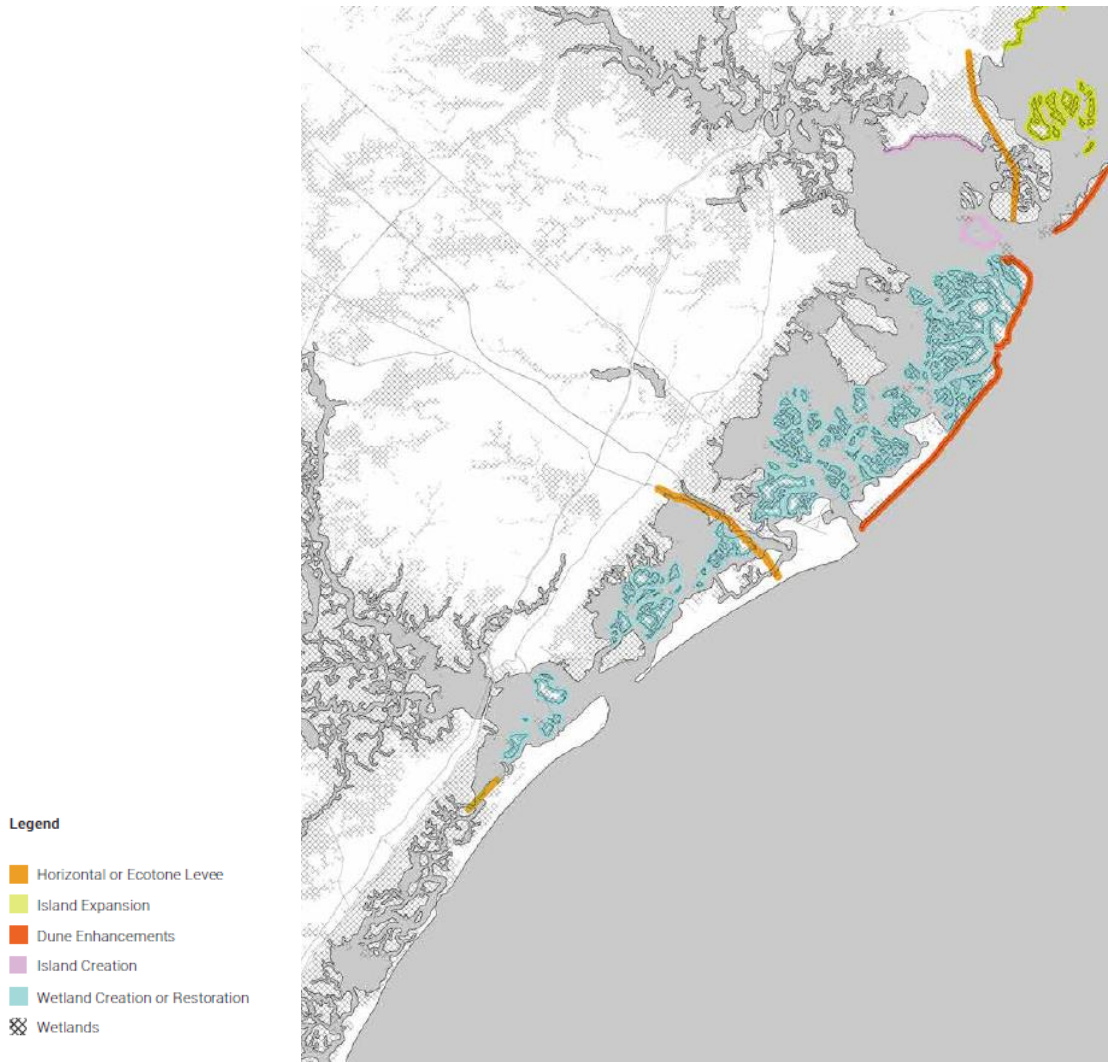 Legend
Horizontal or Ecotone Levee
Island Expansion
Dune Enhancements
Island Creation
Wetland Creation or Restoration
Wetlands